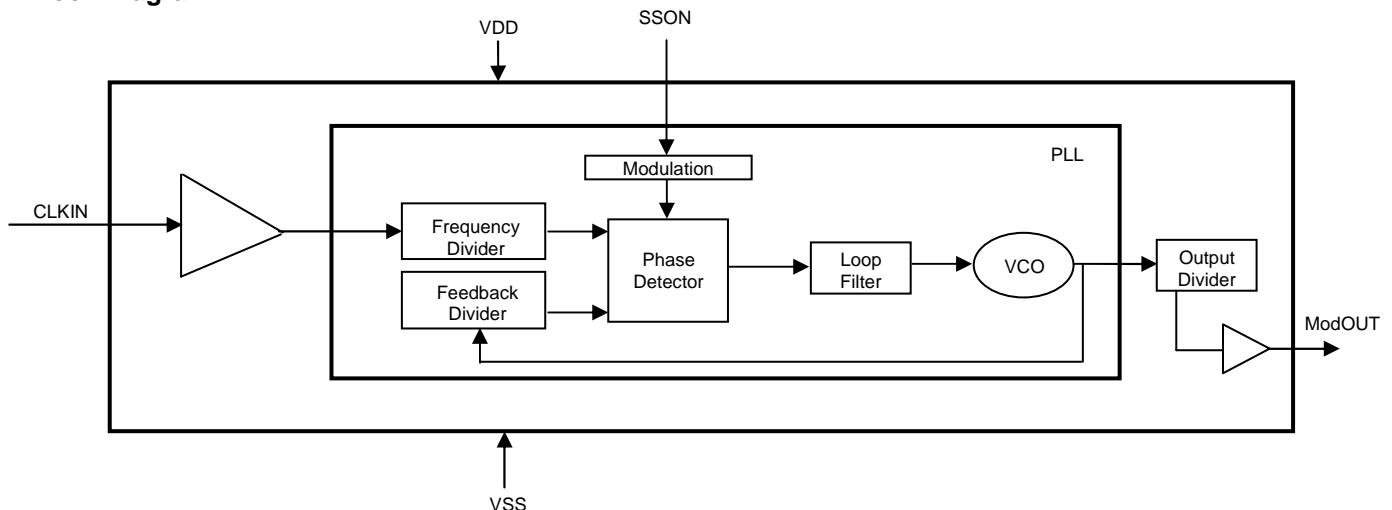 SSON
VDD
PLL
Modulation
CLKIN
Frequency
Divider
Phase
Detector
Loop
Filter
VCO
Output
Divider
Feedback
Divider
ModOUT
VSS